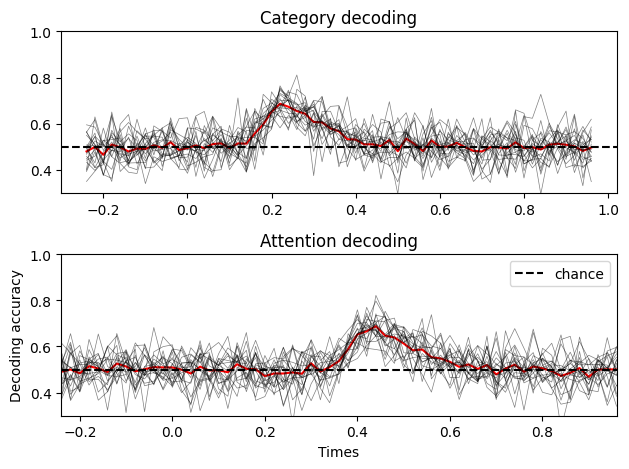 Category decoding
1.0
0.8
0.6
0.4
−0.2 0.0 0.2 0.4 0.6 0.8 1.0
Attention decoding
Decoding accuracy
1.0
0.8
0.6
0.4
chance
−0.2 0.0 0.2 0.4 0.6 0.8
Times